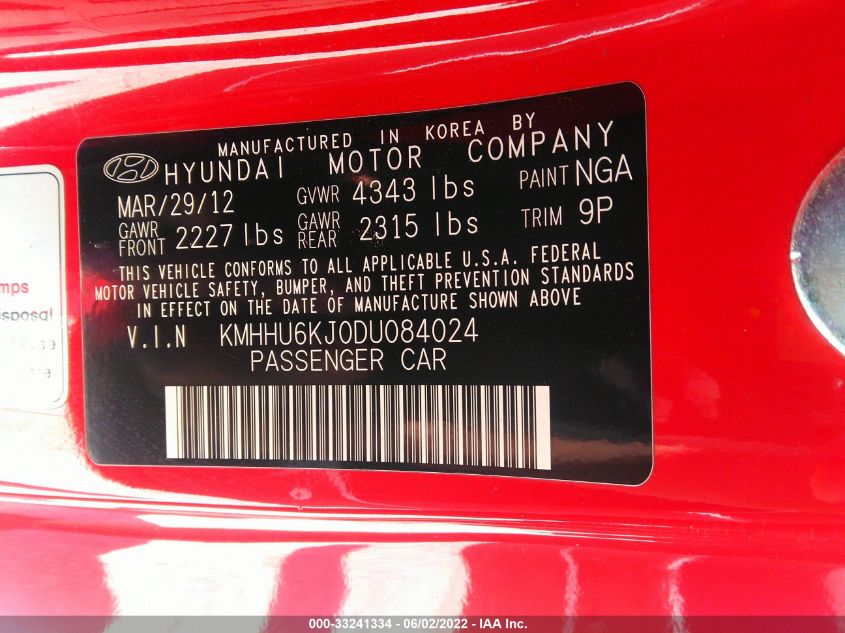 MANUFACTURED IN KOREA BY
HYUNDAI MOTOR COMPANY
MAR/29/12 GVWR 4343 lbs PAINT NGA
GAWR FRONT 2227 lbs GAWR REAR 2315 lbs TRIM 9P
THIS VEHICLE CONFORMS TO ALL APPLICABLE U.S.A. FEDERAL
MOTOR VEHICLE SAFETY, BUMPER, AND THEFT PREVENTION STANDARDS
IN EFFECT ON THE DATE OF MANUFACTURE SHOWN ABOVE
V.I.N KMHHU6KJ0DU084024
PASSENGER CAR
mps
isposal
000-33241334 - 06/02/2022 - IAA Inc.